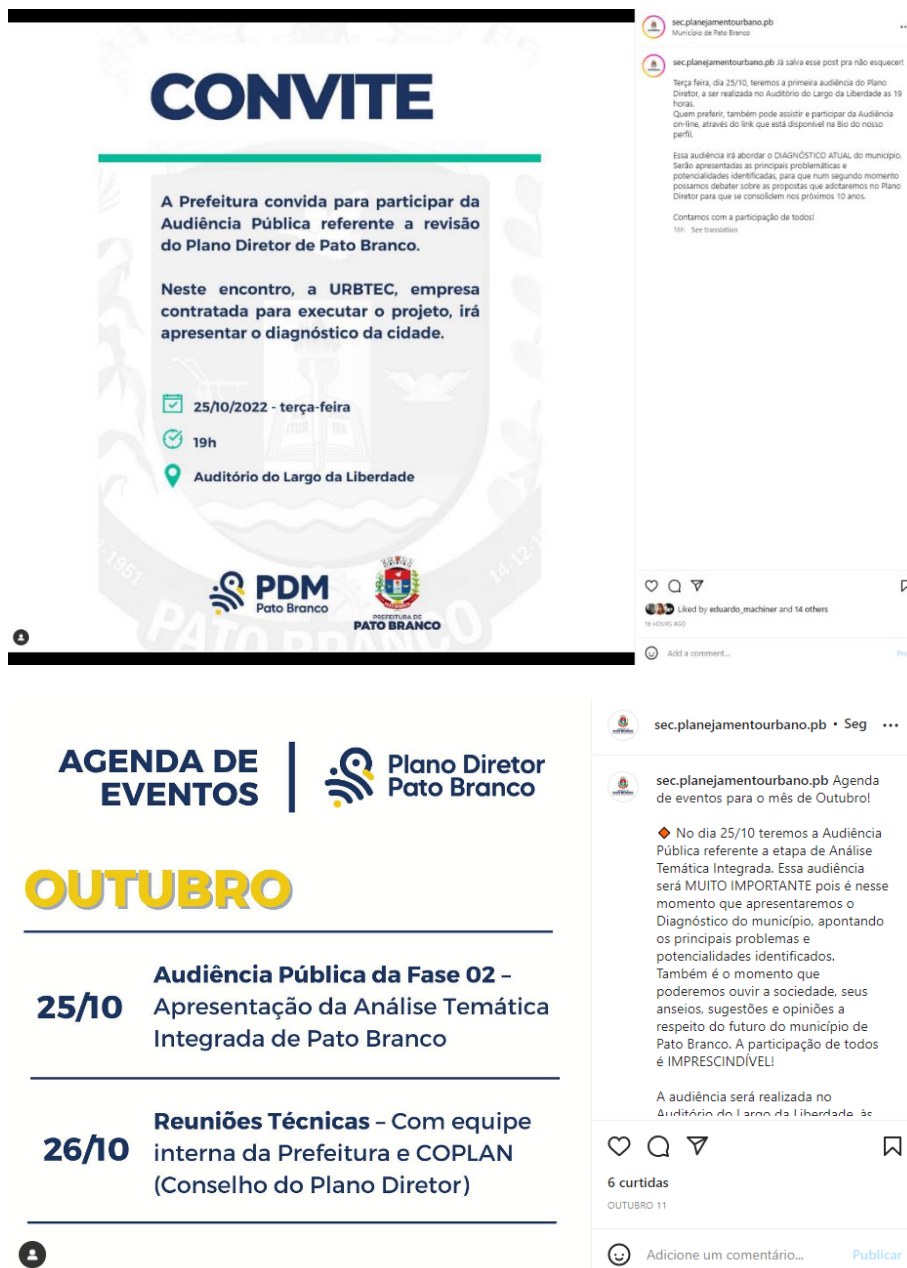 CONVITE
A Prefeitura convida para participar da
Audiência Pública referente a revisão
do Plano Diretor de Pato Branco.
Neste encontro, a URBTEC, empresa
contratada para executar o projeto, irá
apresentar o diagnóstico da cidade.
25/10/2022 - terça-feira
19h
Auditório do Largo da Liberdade
PDM
Pato Branco
PREFEITURA DE
PATO BRANCO
ITUR ITRA
PATO BRANCO
sec.planejamentourbano.pb
Município de Pato Branco
sec.planejamentourbano.pb Já salva esse post pra não esquecer!
Terça feira, dia 25/10, teremos a primeira audiência do Plano
Diretor, a ser realizada no Auditório do Largo da Liberdade as 19
horas.
Quem preferir, também pode assistir e participar da Audiência
on-line, através do link que está disponível na Bio do nosso
perfil.
Essa audiência irá abordar o DIAGNÓSTICO ATUAL do município.
Serão apresentadas as principais problemáticas e
potencialidades identificadas, para que num segundo momento
possamos debater sobre as propostas que adotaremos no Plano
Diretor para que se consolidem nos próximos 10 anos.
Contamos com a participação de todos!
16h See translation
Liked by eduardo_machiner and 14 others
16 HOURS AGO
Add a comment...
AGENDA DE
EVENTOS
Plano Diretor
Pato Branco
OUTUBRO
25/10
Audiência Pública da Fase 02 –
Apresentação da Análise Temática
Integrada de Pato Branco
26/10
Reuniões Técnicas – Com equipe
interna da Prefeitura e COPLAN
(Conselho do Plano Diretor)
sec.planejamentourbano.pb • Seg
sec.planejamentourbano.pb Agenda
de eventos para o mês de Outubro!
No dia 25/10 teremos a Audiência
Pública referente a etapa de Análise
Temática Integrada. Essa audiência
será MUITO IMPORTANTE pois é nesse
momento que apresentaremos o
Diagnóstico do município, apontando
os principais problemas e
potencialidades identificados.
Também é o momento que
poderemos ouvir a sociedade, seus
anseios, sugestões e opiniões a
respeito do futuro do município de
Pato Branco. A participação de todos
é IMPRESCINDÍVEL!
A audiência será realizada no
Auditório do Largo da Liberdade, às
6 curtidas
OUTUBRO 11
Adicione um comentário...
Publicar